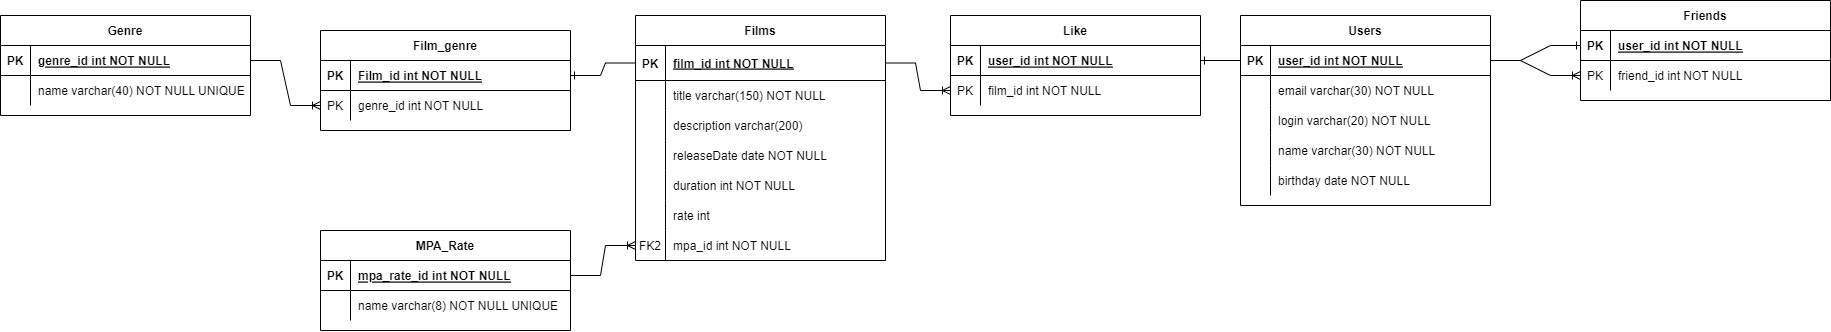 Genre
PK genre_id int NOT NULL
name varchar(40) NOT NULL UNIQUE
Film_genre
PK Film_id int NOT NULL
PK genre_id int NOT NULL
Films
PK film_id int NOT NULL
title varchar(150) NOT NULL
description varchar(200)
releaseDate date NOT NULL
duration int NOT NULL
rate int
FK2 mpa_id int NOT NULL
MPA_Rate
PK mpa_rate_id int NOT NULL
name varchar(8) NOT NULL UNIQUE
Like
PK user_id int NOT NULL
PK film_id int NOT NULL
Users
PK user_id int NOT NULL
email varchar(30) NOT NULL
login varchar(20) NOT NULL
name varchar(30) NOT NULL
birthday date NOT NULL
Friends
PK user_id int NOT NULL
PK friend_id int NOT NULL